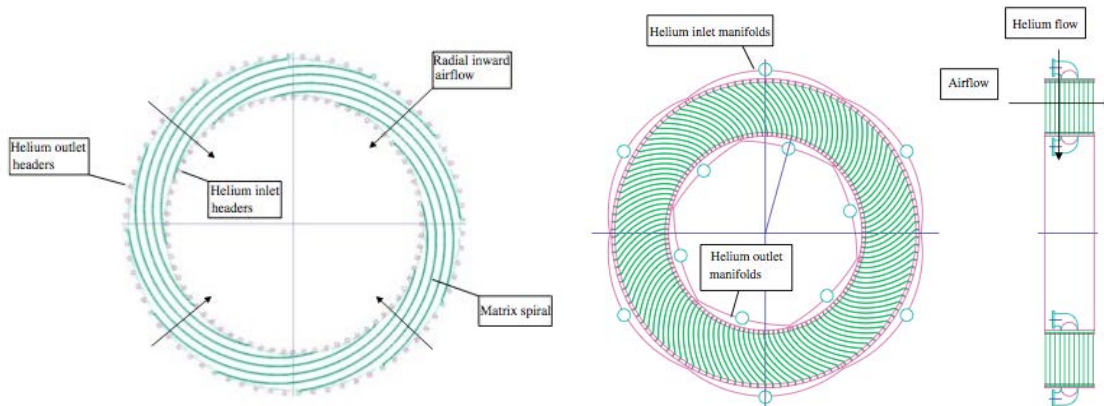 Radial inward
airflow
Helium outlet
headers
Helium inlet
headers
Matrix spiral
Helium inlet manifolds
Helium outlet
manifolds
Helium flow
Airflow